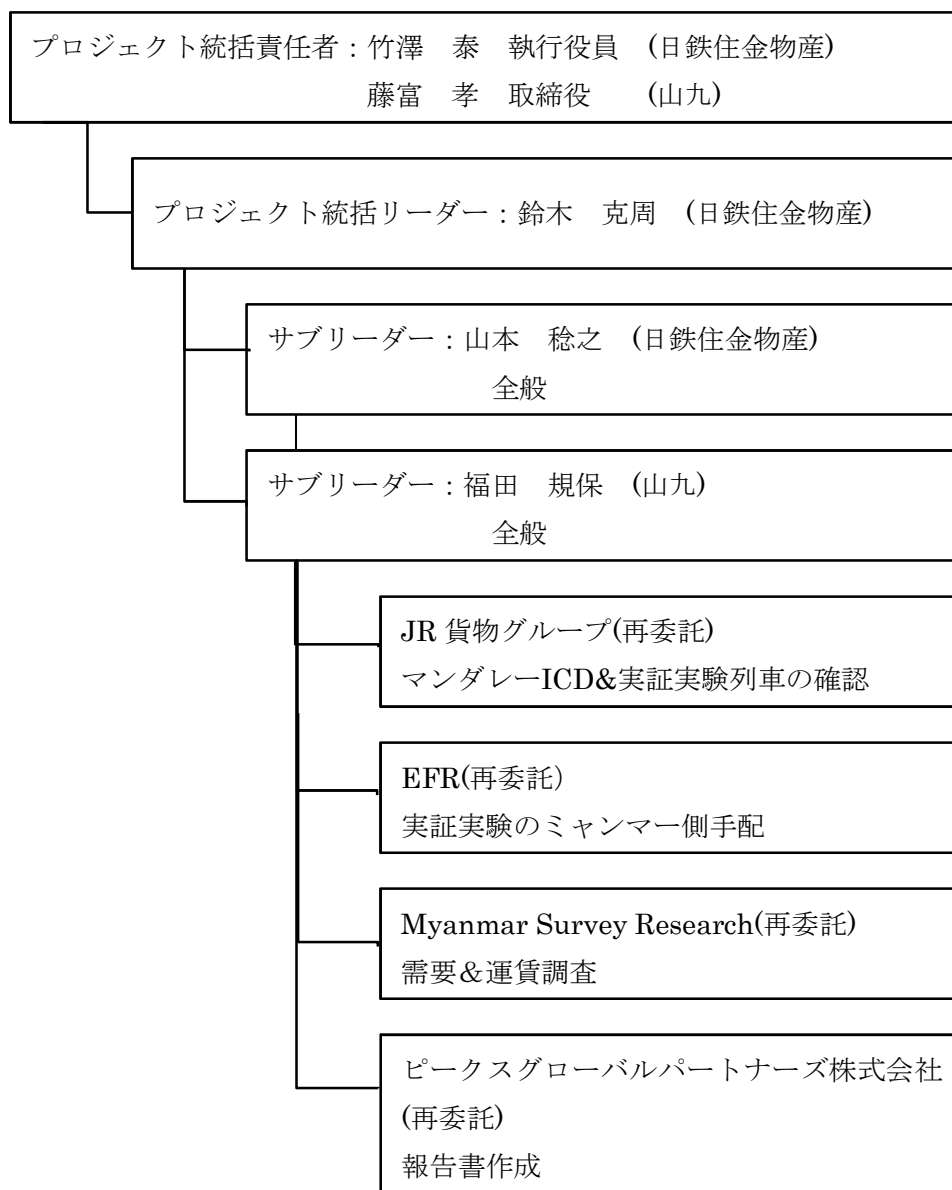 プロジェクト統括責任者：竹澤　泰　執行役員　(日鉄住金物産)
藤富　孝　取締役　　(山九)
プロジェクト統括リーダー：鈴木　克周　(日鉄住金物産)
サブリーダー：山本　稔之　(日鉄住金物産)
全般
サブリーダー：福田　規保　(山九)
全般
JR 貨物グループ(再委託)
マンダレーICD&実証実験列車の確認
EFR(再委託）
実証実験のミャンマー側手配
Myanmar Survey Research(再委託)
需要＆運賃調査
ピークスグローバルパートナーズ株式会社
(再委託)
報告書作成